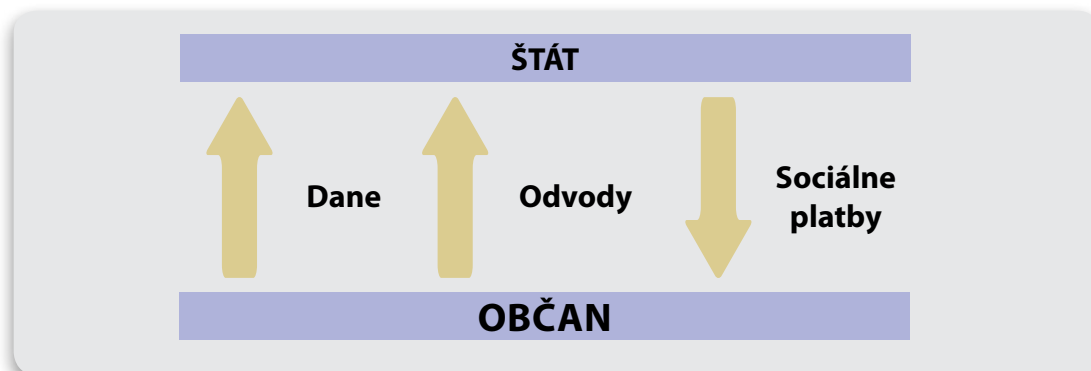 ŠTÁT
Dane
Odvody
Sociálne
platby
OBČAN